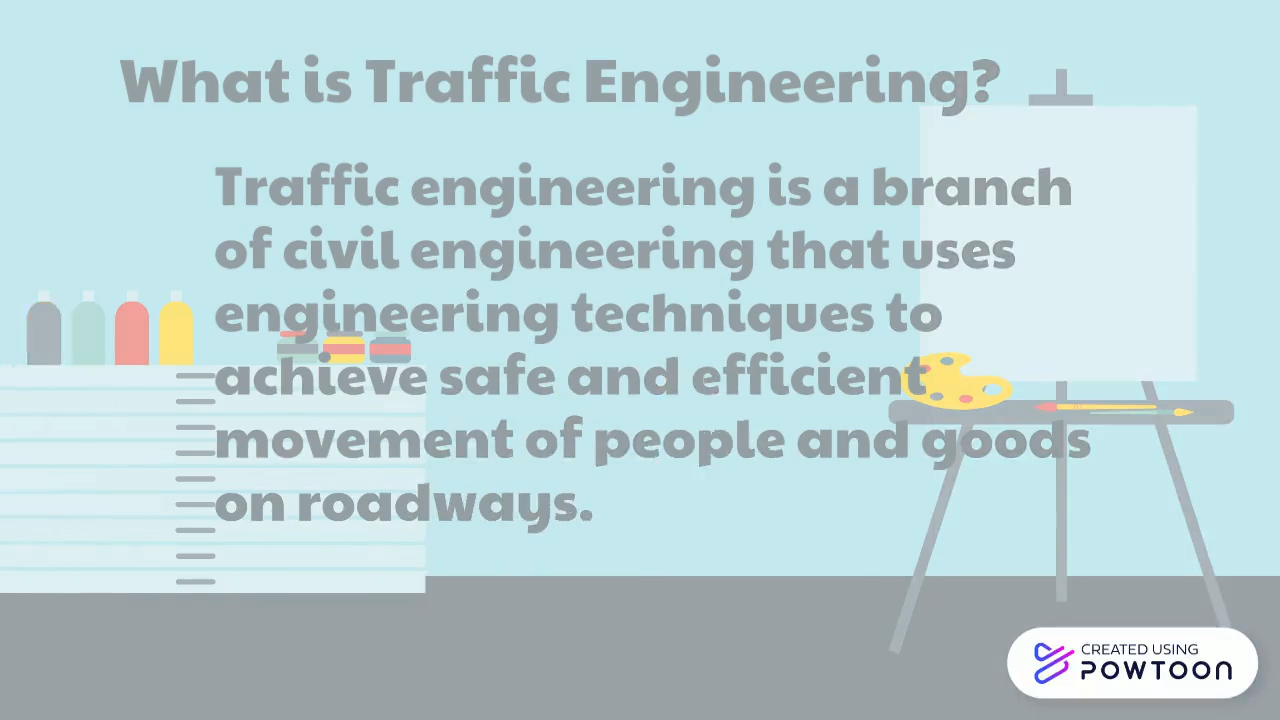 What is Traffic Engineering?
Traffic engineering is a branch
of civil engineering that uses
engineering techniques to
achieve safe and efficient
movement of people and goods
on roadways.
CREATED USING
POWTOON